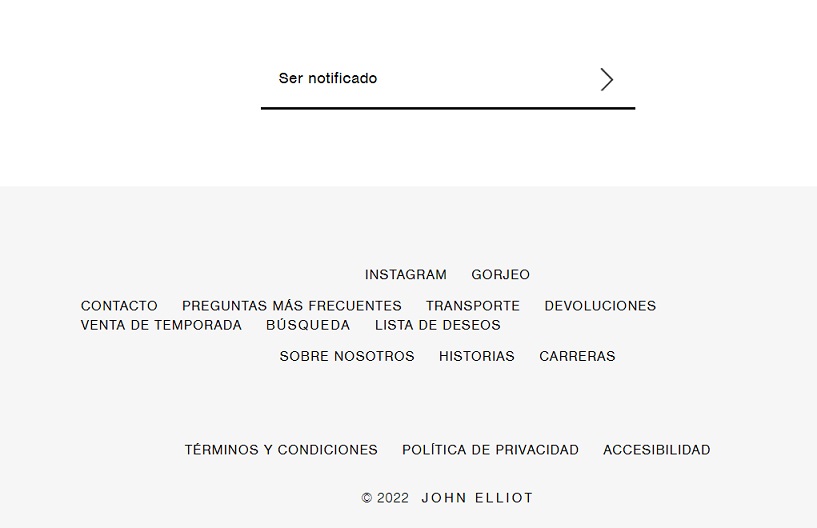 Ser notificado
INSTAGRAM GORJEO
CONTACTO PREGUNTAS MÁS FRECUENTES TRANSPORTE DEVOLUCIONES
VENTA DE TEMPORADA BÚSQUEDA LISTA DE DESEOS
SOBRE NOSOTROS HISTORIAS CARRERAS
TÉRMINOS Y CONDICIONES POLÍTICA DE PRIVACIDAD ACCESIBILIDAD
© 2022 JOHN ELLIOT